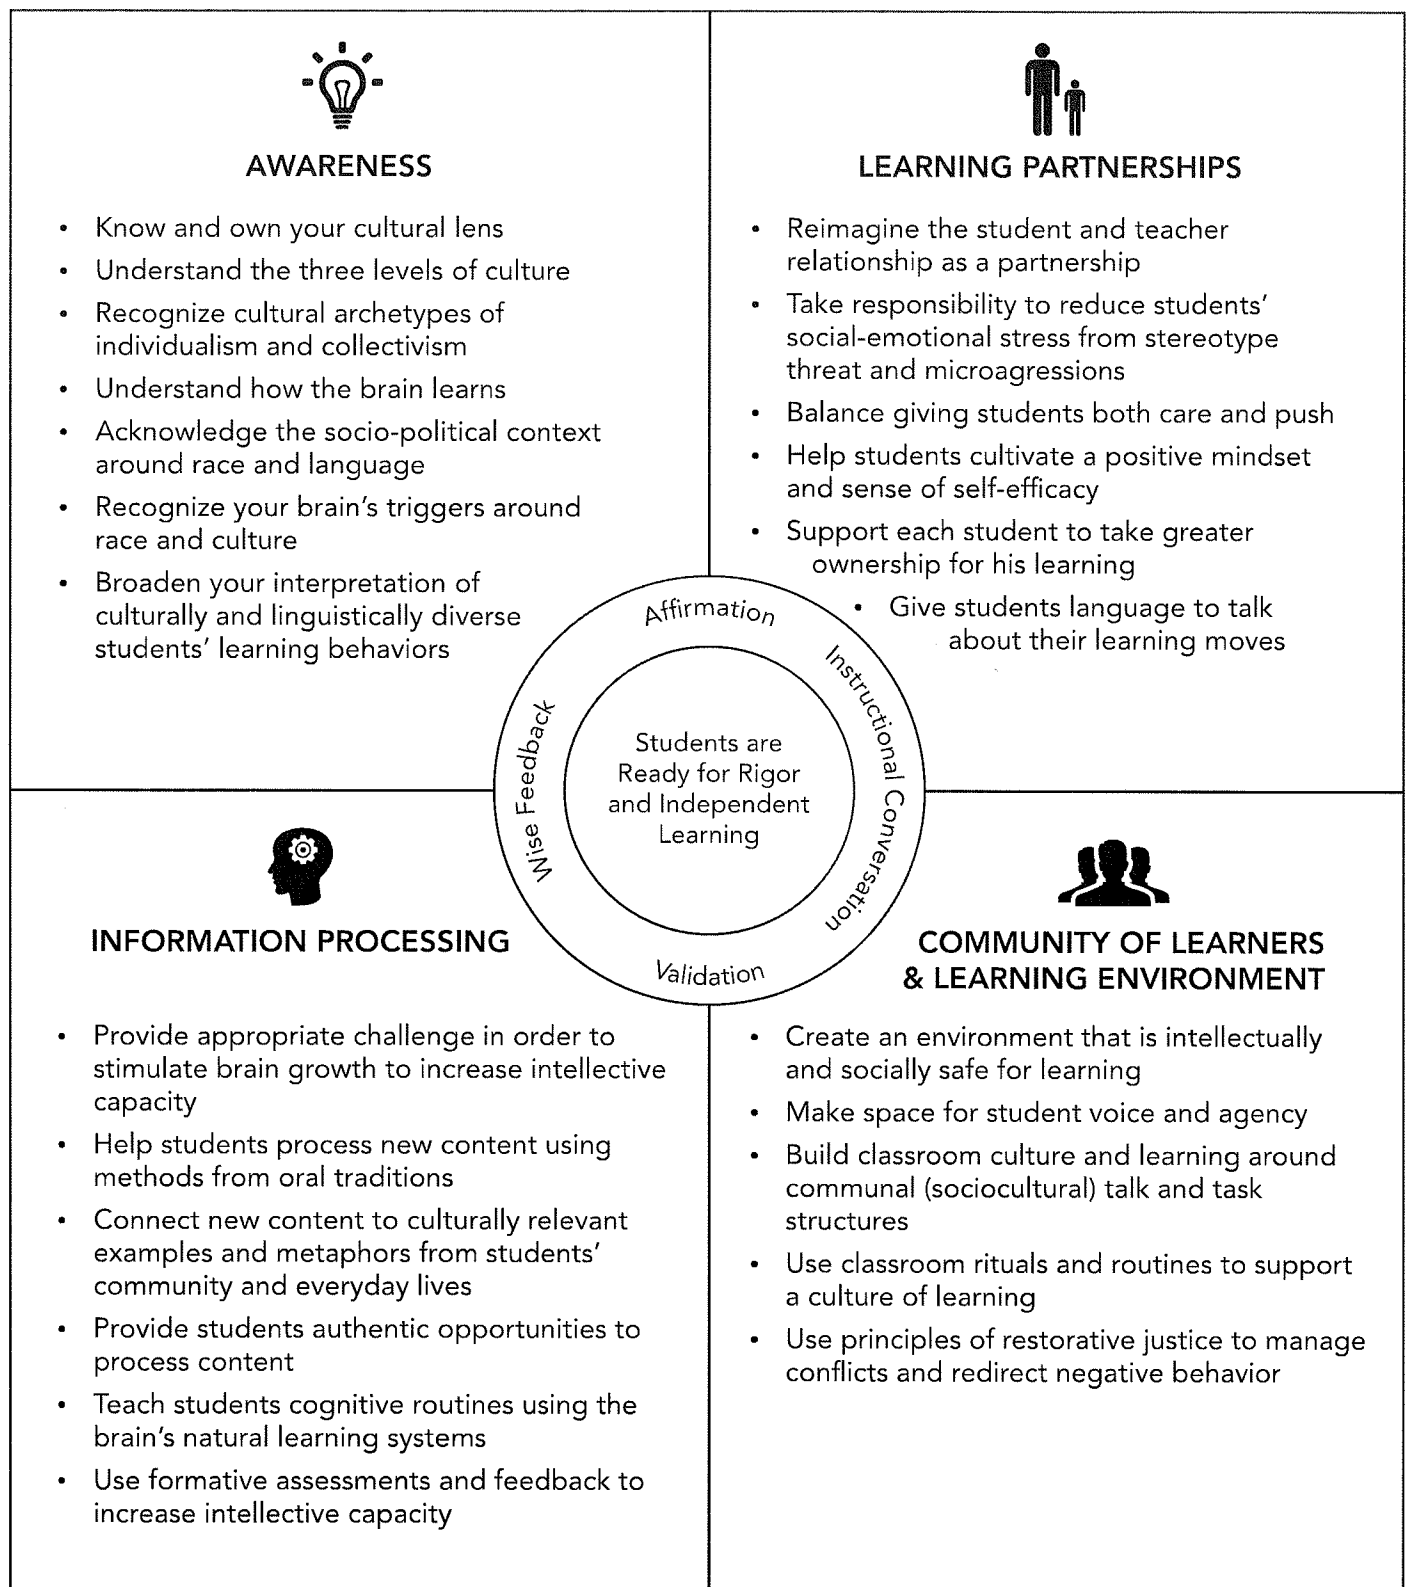 AWARENESS
• Know and own your cultural lens
• Understand the three levels of culture
• Recognize cultural archetypes of
individualism and collectivism
• Understand how the brain learns
• Acknowledge the socio-political context
around race and language
• Recognize your brain's triggers around
race and culture
• Broaden your interpretation of
culturally and linguistically diverse
students' learning behaviors
LEARNING PARTNERSHIPS
• Reimagine the student and teacher
relationship as a partnership
• Take responsibility to reduce students'
social-emotional stress from stereotype
threat and microagressions
• Balance giving students both care and push
• Help students cultivate a positive mindset
and sense of self-efficacy
• Support each student to take greater
ownership for his learning
• Give students language to talk
about their learning moves
Affirmation
Instructional Conversation
Validation
Wise Feedback
Students are
Ready for Rigor
and Independent
Learning
INFORMATION PROCESSING
• Provide appropriate challenge in order to
stimulate brain growth to increase intellective
capacity
• Help students process new content using
methods from oral traditions
• Connect new content to culturally relevant
examples and metaphors from students'
community and everyday lives
• Provide students authentic opportunities to
process content
• Teach students cognitive routines using the
brain's natural learning systems
• Use formative assessments and feedback to
increase intellective capacity
COMMUNITY OF LEARNERS
& LEARNING ENVIRONMENT
• Create an environment that is intellectually
and socially safe for learning
• Make space for student voice and agency
• Build classroom culture and learning around
communal (sociocultural) talk and task
structures
• Use classroom rituals and routines to support
a culture of learning
• Use principles of restorative justice to manage
conflicts and redirect negative behavior